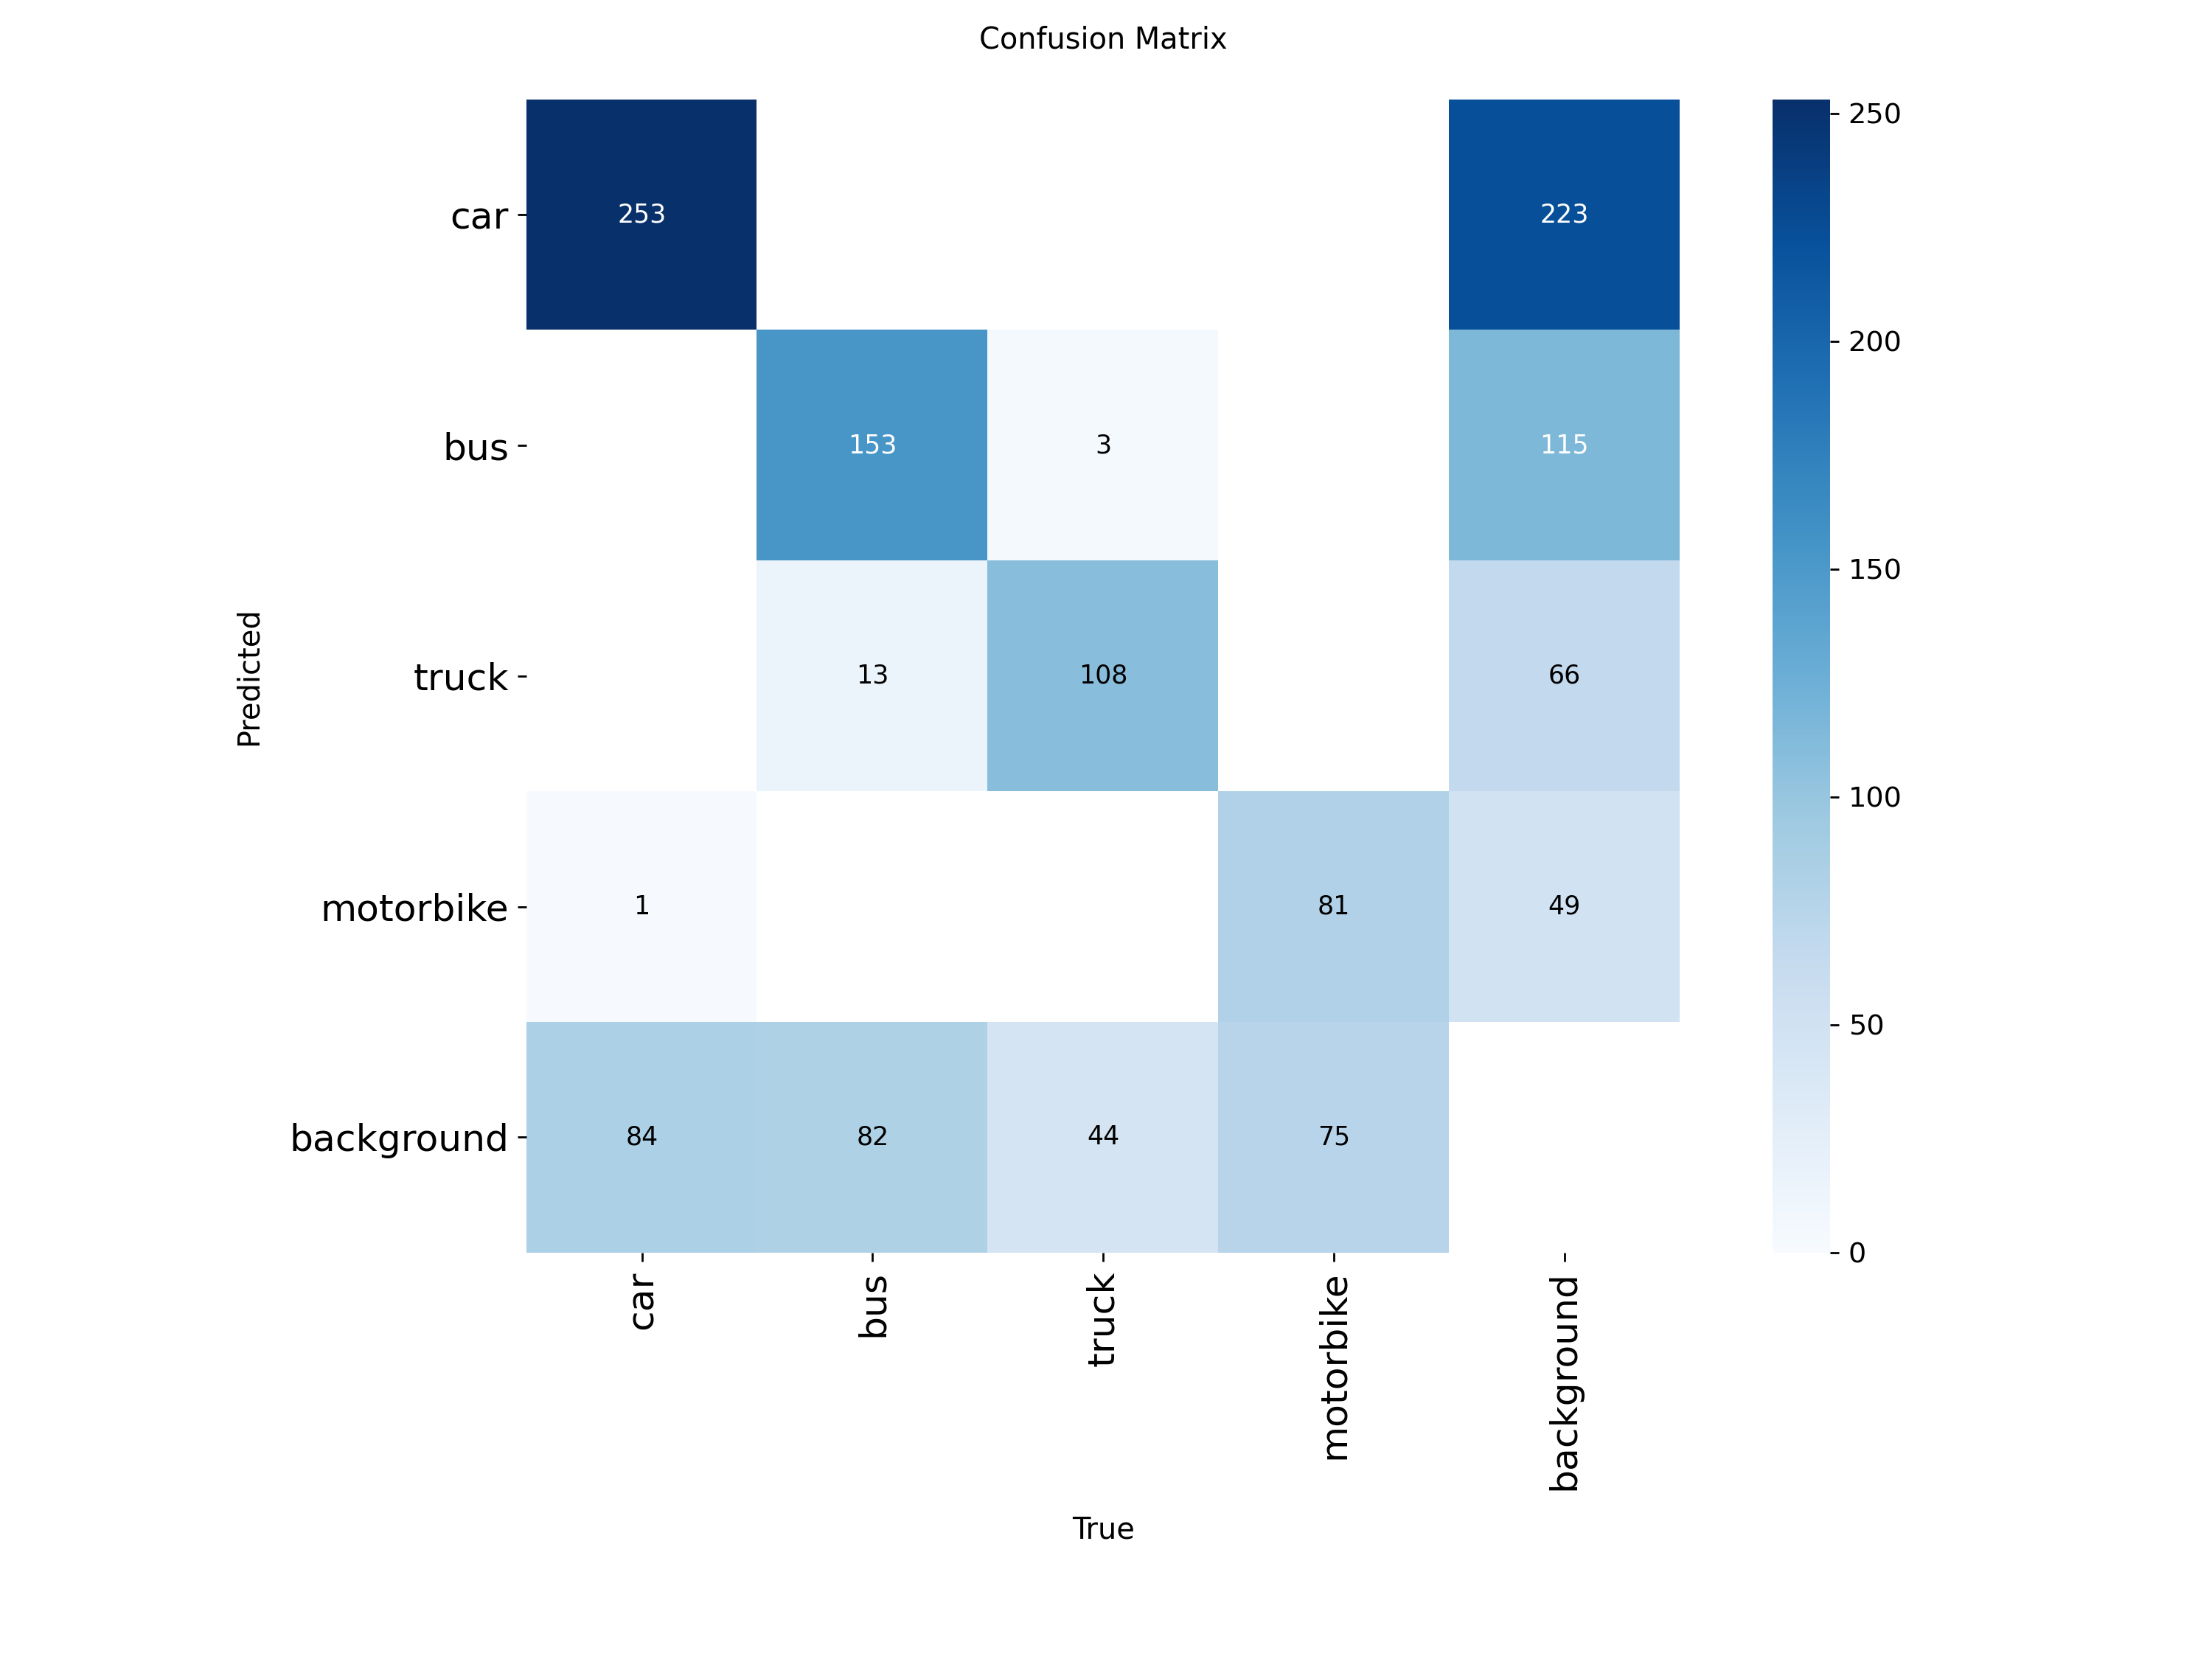 Confusion Matrix
car
253
223
bus
153
3
115
truck
13
108
66
motorbike
1
81
49
background
84
82
44
75
Predicted
car
bus
truck
motorbike
background
True
250
200
150
100
50
0